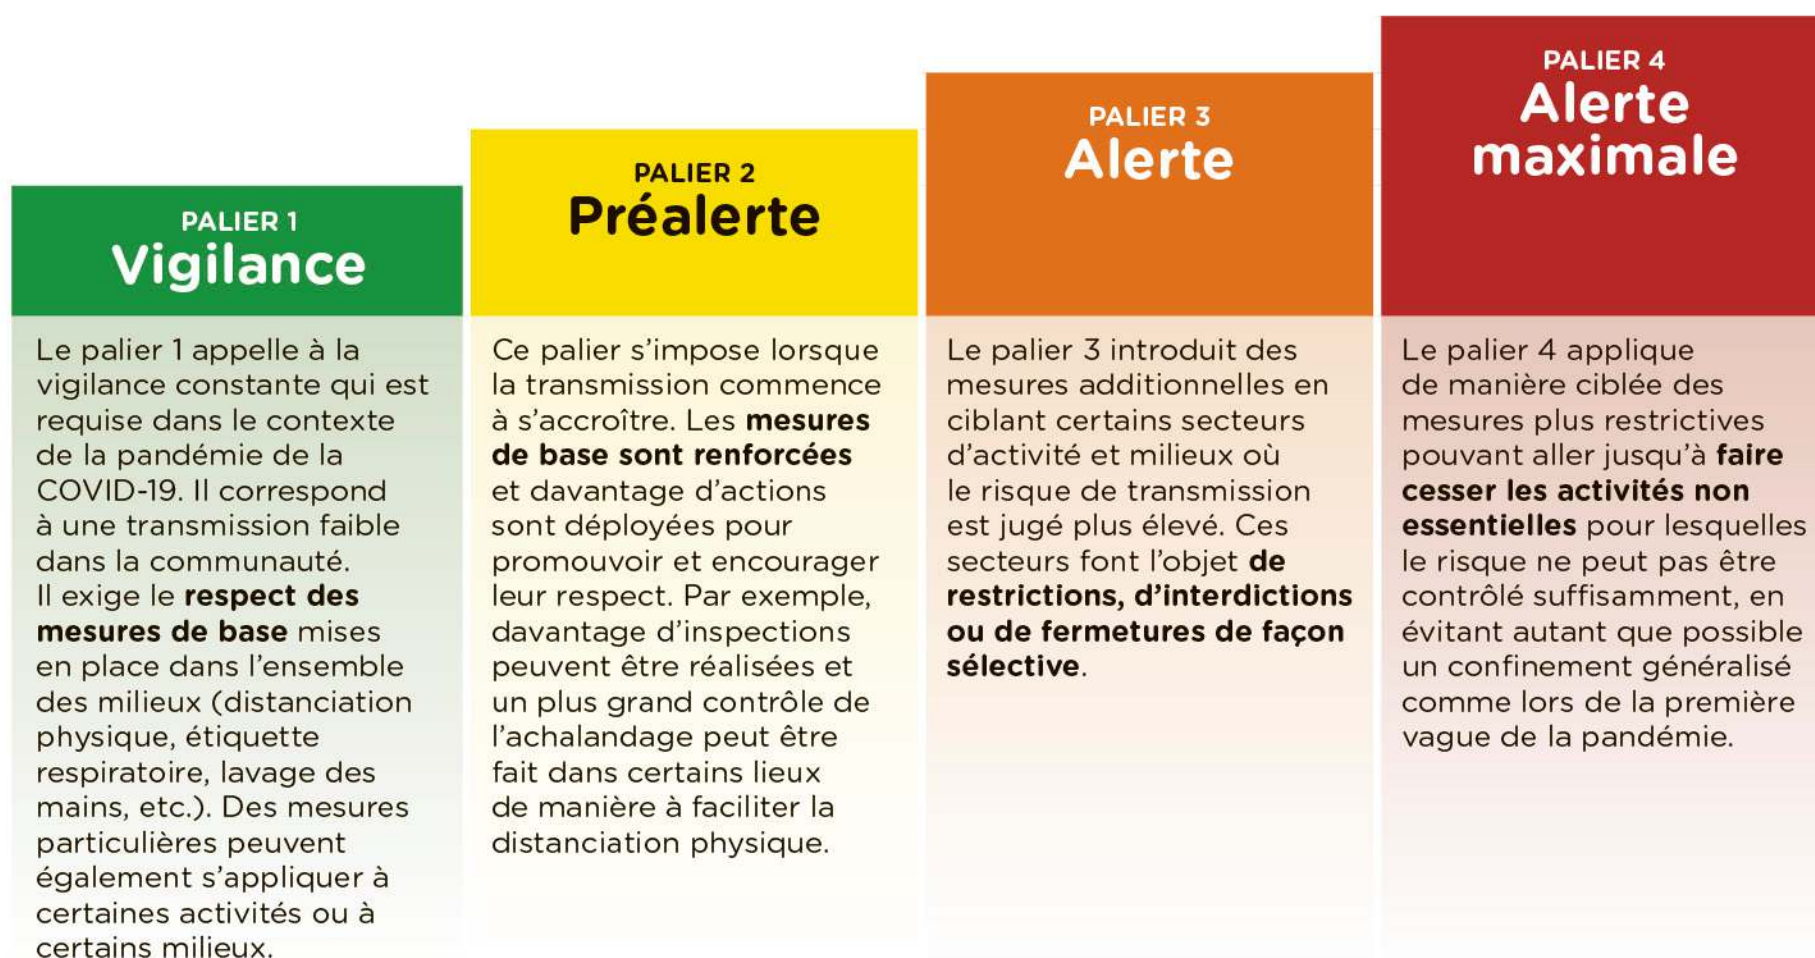 PALIER 1
Vigilance
Le palier 1 appelle à la
vigilance constante qui est
requise dans le contexte
de la pandémie de la
COVID-19. Il correspond
à une transmission faible
dans la communauté.
Il exige le respect des
mesures de base mises
en place dans l’ensemble
des milieux (distanciation
physique, étiquette
respiratoire, lavage des
mains, etc.). Des mesures
particulières peuvent
également s’appliquer à
certaines activités ou à
certains milieux.
PALIER 2
Préalerte
Ce palier s’impose lorsque
la transmission commence
à s’accroître. Les mesures
de base sont renforcées
et davantage d’actions
sont déployées pour
promouvoir et encourager
leur respect. Par exemple,
davantage d’inspections
peuvent être réalisées et
un plus grand contrôle de
l’achalandage peut être
fait dans certains lieux
de manière à faciliter la
distanciation physique.
PALIER 3
Alerte
Le palier 3 introduit des
mesures additionnelles en
ciblant certains secteurs
d’activité et milieux où
le risque de transmission
est jugé plus élevé. Ces
secteurs font l’objet de
restrictions, d’interdictions
ou de fermetures de façon
sélective.
PALIER 4
Alerte
maximale
Le palier 4 applique
de manière ciblée des
mesures plus restrictives
pouvant aller jusqu’à faire
cesser les activités non
essentielles pour lesquelles
le risque ne peut pas être
contrôlé suffisamment, en
évitant autant que possible
un confinement généralisé
comme lors de la première
vague de la pandémie.